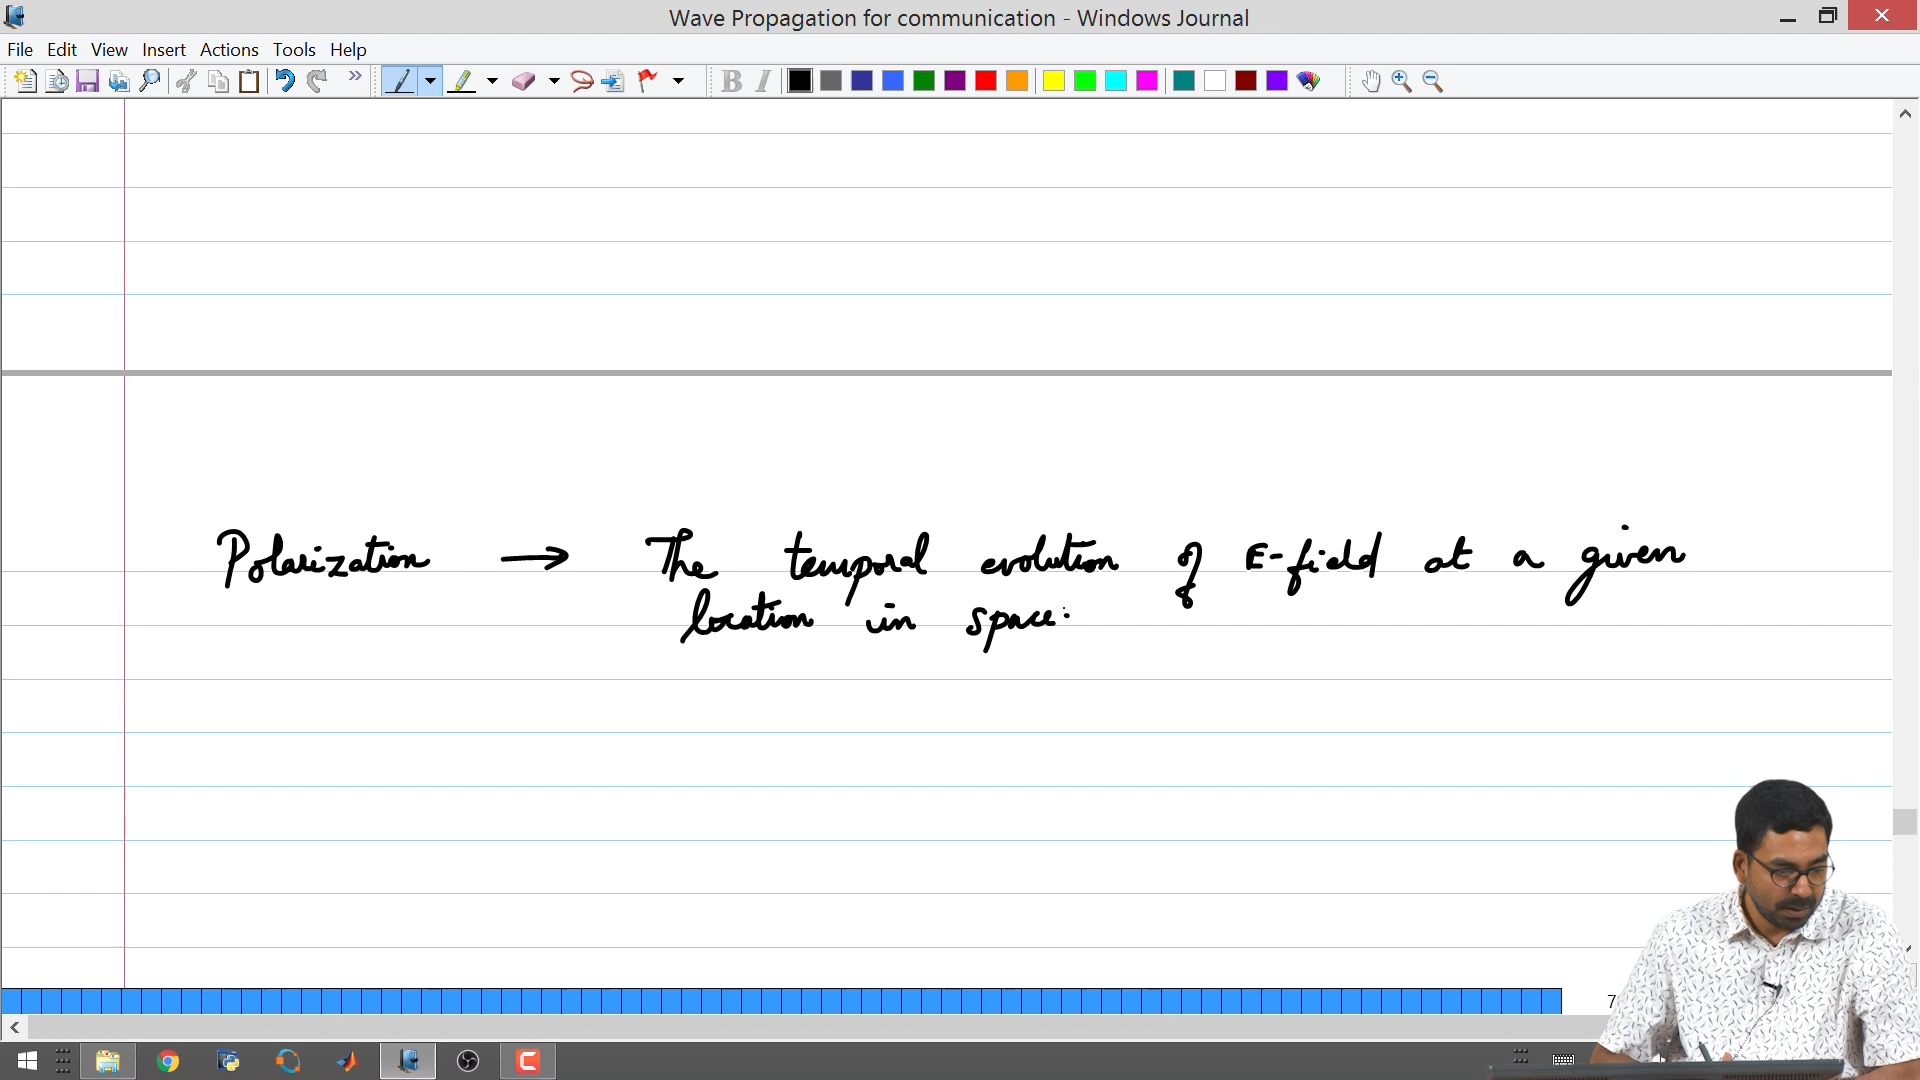 Wave Propagation for communication - Windows Journal
File Edit View Insert Actions Tools Help
B I
Polarization → The temporal evolution of E-field at a given
location in space.
7